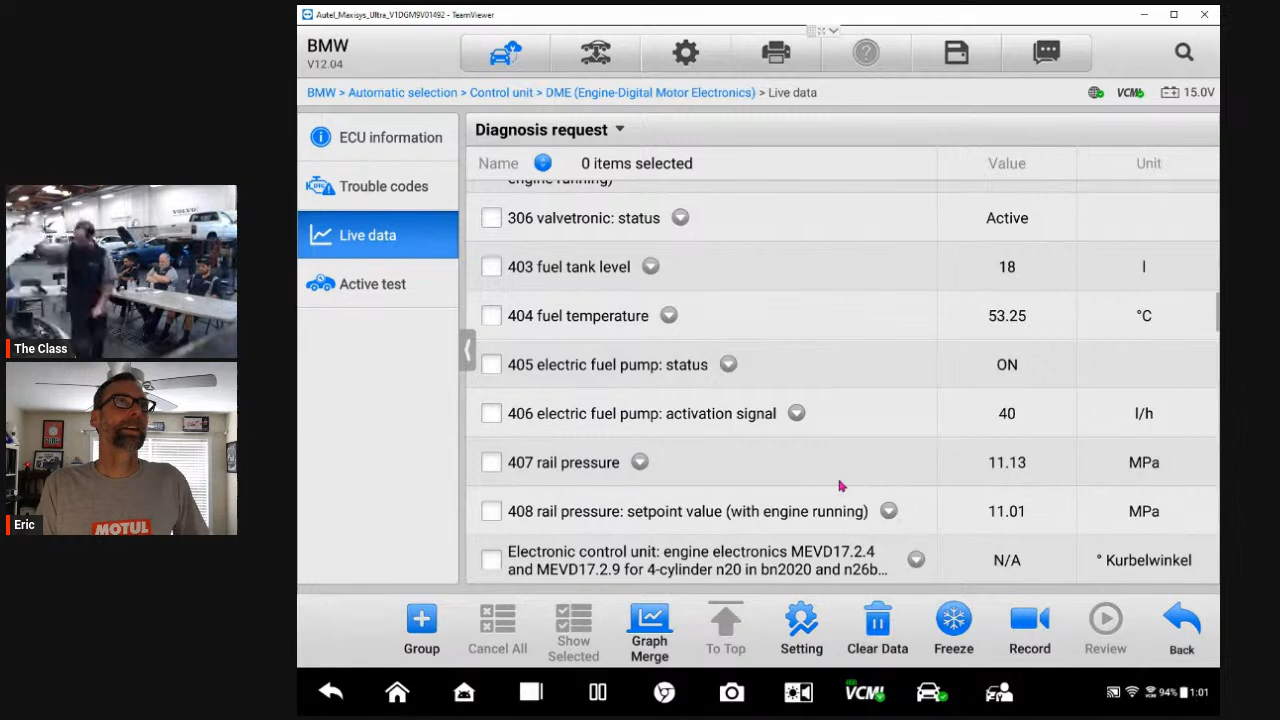 Autel_Maxisys_Ultra_V1DGM9V01492 - TeamViewer
BMW
V12.04
BMW > Automatic selection > Control unit > DME (Engine-Digital Motor Electronics) > Live data
VCMI
15.0V
ECU information
Trouble codes
Live data
Active test
Diagnosis request
Name
0 items selected
Value
Unit
engine running)
306 valvetronic: status
Active
403 fuel tank level
18
l
404 fuel temperature
53.25
°C
405 electric fuel pump: status
ON
406 electric fuel pump: activation signal
40
l/h
407 rail pressure
11.13
MPa
408 rail pressure: setpoint value (with engine running)
11.01
MPa
Electronic control unit: engine electronics MEVD17.2.4
and MEVD17.2.9 for 4-cylinder n20 in bn2020 and n26b...
N/A
° Kurbelwinkel
Group
Cancel All
Show
Selected
Graph
Merge
To Top
Setting
Clear Data
Freeze
Record
Review
Back
VCMI
94%
1:01
VOLVO
The Class
MOTUL
Eric